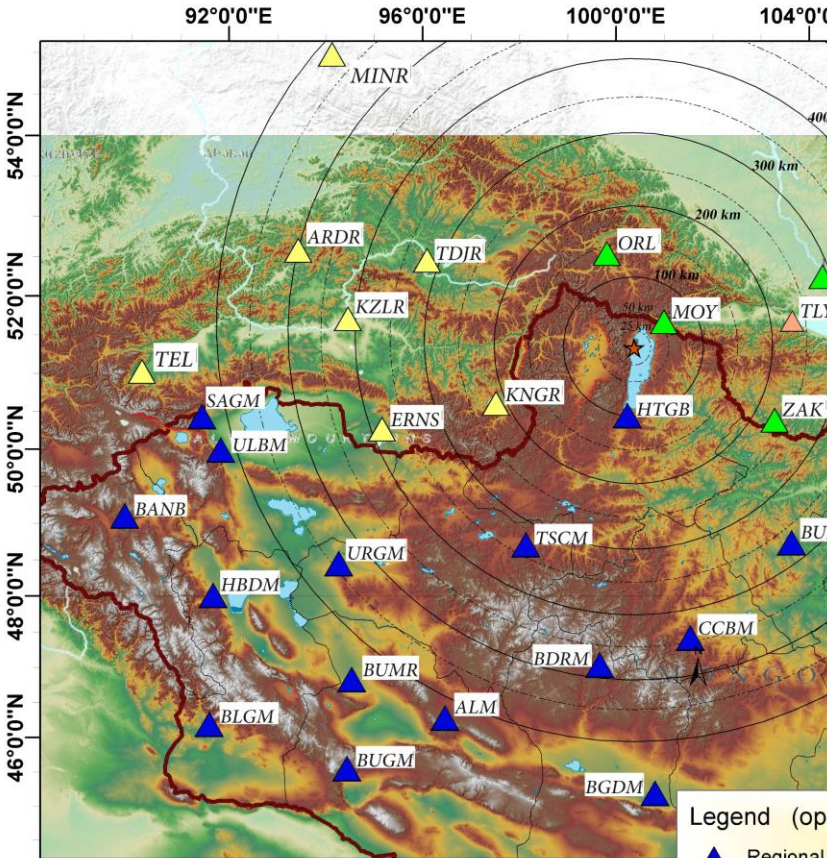 92°0'0"E 96°0'0"E 100°0'0"E 104°0'
MINR
400
54°0'0"N
300 km
200 km
ARDR
TDJR
ORL
100 km
52°0'0"N
KZLR
50 km
MOY
TLY
25 km
TEL
SAGM
KNGR
HTGB
ERNS
ZAK
ULBM
50°0'0"N
BANB
TSCM
BU
URGM
48°0'0"N
HBDM
CCBM
BDRM
BUMR
ALM
BLGM
46°0'0"N
BUGM
BGDM
Legend (op
Regional